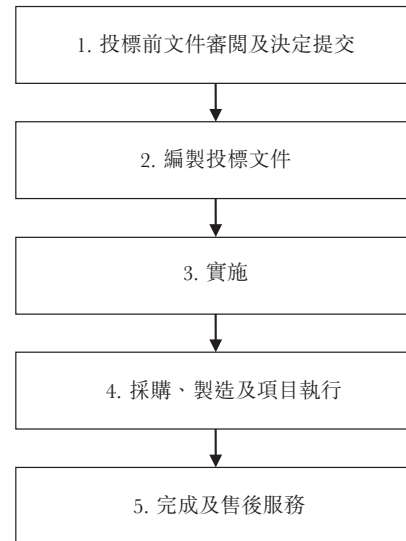 1. 投標前文件審閱及決定提交
2. 編製投標文件
3. 實施
4. 採購、製造及項目執行
5. 完成及售後服務